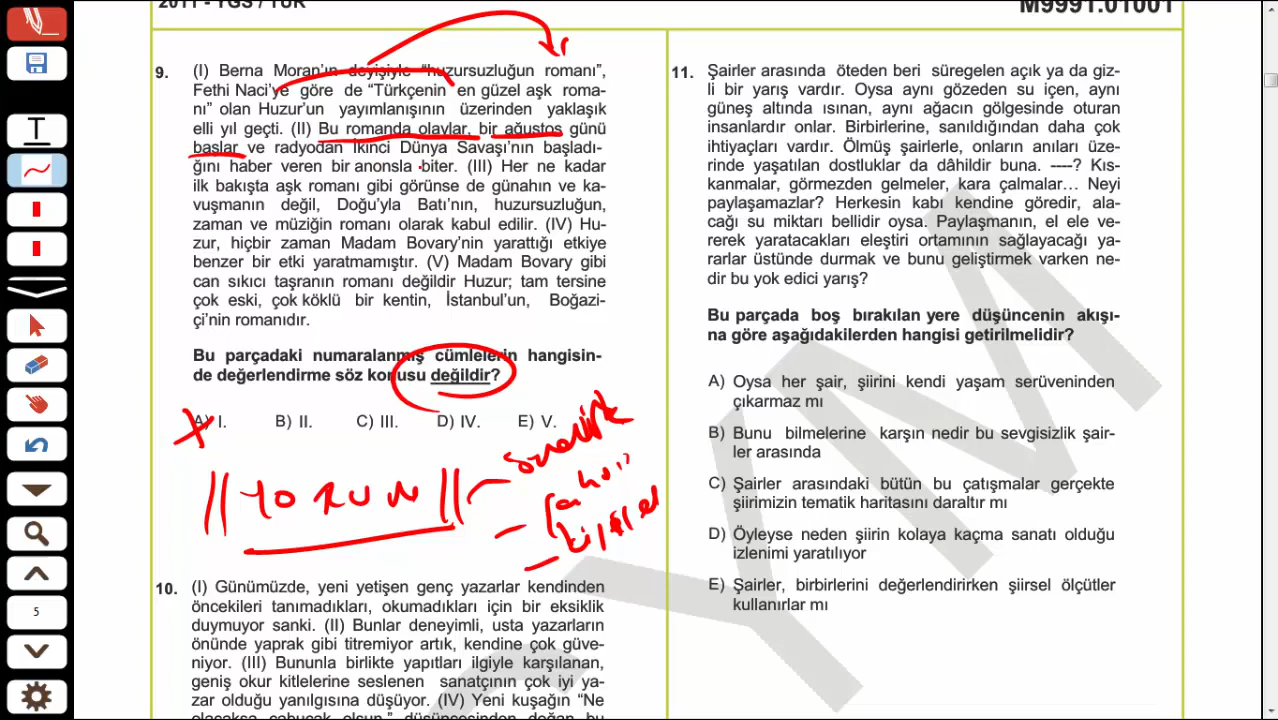 2011 - YGS / TÜR
M9991.01001
9. (I) Berna Moran’ın deyişiyle “huzursuzluğun romanı”,
Fethi Naci’ye göre de “Türkçenin en güzel aşk roma-
nı” olan Huzur’un yayımlanışının üzerinden yaklaşık
elli yıl geçti. (II) Bu romanda olaylar, bir ağustos günü
başlar ve radyodan İkinci Dünya Savaşı’nın başladı-
ğını haber veren bir anonsla biter. (III) Her ne kadar
ilk bakışta aşk romanı gibi görünse de günahın ve ka-
vuşmanın değil, Doğu’yla Batı’nın, huzursuzluğun,
zaman ve müziğin romanı olarak kabul edilir. (IV) Hu-
zur, hiçbir zaman Madam Bovary’nin yarattığı etkiye
benzer bir etki yaratmamıştır. (V) Madam Bovary gibi
can sıkıcı taşranın romanı değildir Huzur; tam tersine
çok eski, çok köklü bir kentin, İstanbul’un, Boğazi-
çi’nin romanıdır.
Bu parçadaki numaralanmış cümlelerin hangisin-
de değerlendirme söz konusu değildir?
A) I. B) II. C) III. D) IV. E) V.
YORUM
10. (I) Günümüzde, yeni yetişen genç yazarlar kendinden
öncekileri tanımadıkları, okumadıkları için bir eksiklik
duymuyor sanki. (II) Bunlar deneyimli, usta yazarların
önünde yaprak gibi titremiyor artık, kendine çok güve-
niyor. (III) Bununla birlikte yapıtları ilgiyle karşılanan,
geniş okur kitlelerine seslenen sanatçının çok iyi ya-
zar olduğu yanılgısına düşüyor. (IV) Yeni kuşağın “Ne
olacaksa çabucak olsun.” düşüncesinden doğan bu
11. Şairler arasında öteden beri süregelen açık ya da giz-
li bir yarış vardır. Oysa aynı gözeden su içen, aynı
güneş altında ısınan, aynı ağacın gölgesinde oturan
insanlardır onlar. Birbirlerine, sanıldığından daha çok
ihtiyaçları vardır. Ölmüş şairlerle, onların anıları üze-
rinde yaşatılan dostluklar da dâhildir buna. ----? Kıs-
kanmalar, görmezden gelmeler, kara çalmalar… Neyi
paylaşamazlar? Herkesin kabı kendine göredir, ala-
cağı su miktarı bellidir oysa. Paylaşmanın, el ele ve-
rerek yaratacakları eleştiri ortamının sağlayacağı ya-
rarlar üstünde durmak ve bunu geliştirmek varken ne-
dir bu yok edici yarış?
Bu parçada boş bırakılan yere düşüncenin akışı-
na göre aşağıdakilerden hangisi getirilmelidir?
A) Oysa her şair, şiirini kendi yaşam serüveninden
çıkarmaz mı
B) Bunu bilmelerine karşın nedir bu sevgisizlik şair-
ler arasında
C) Şairler arasındaki bütün bu çatışmalar gerçekte
şiirimizin tematik haritasını daraltır mı
D) Öyleyse neden şiirin kolaya kaçma sanatı olduğu
izlenimi yaratılıyor
E) Şairler, birbirlerini değerlendirirken şiirsel ölçütler
kullanırlar mı
T
5